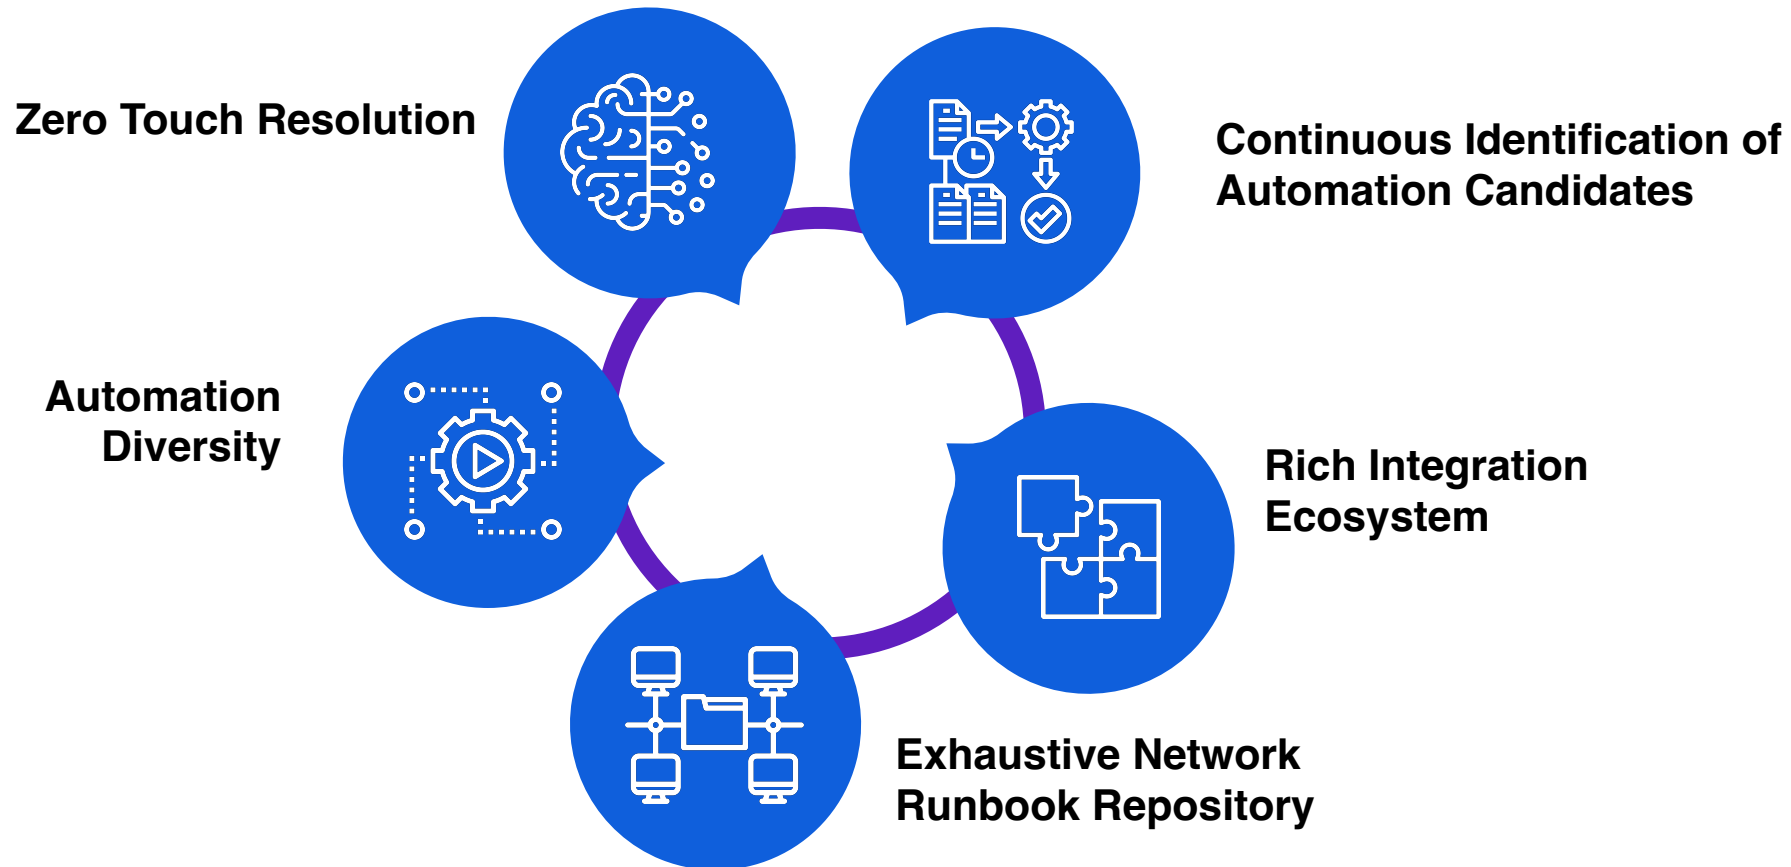 Zero Touch Resolution
Continuous Identification of
Automation Candidates
Automation
Diversity
Rich Integration
Ecosystem
Exhaustive Network
Runbook Repository